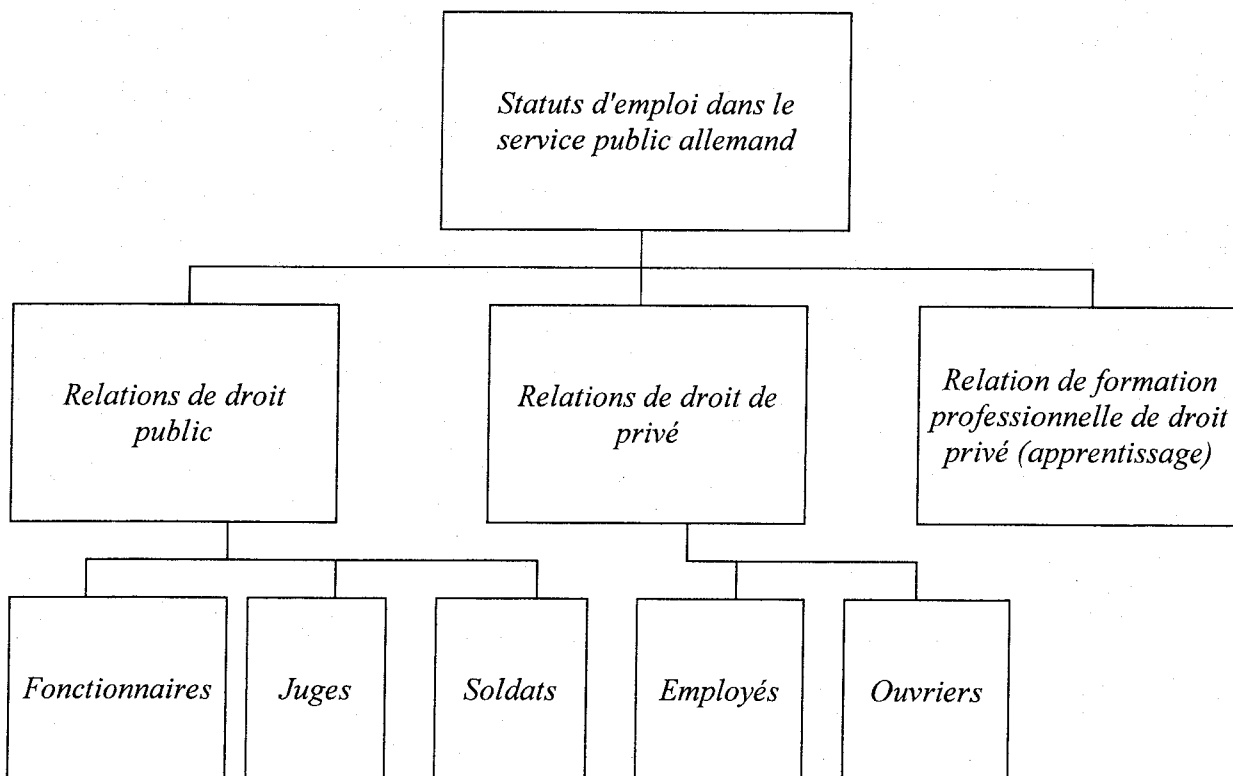 Statuts d'emploi dans le
service public allemand
Relations de droit
public
Relations de droit de
privé
Relation de formation
professionnelle de droit
privé (apprentissage)
Fonctionnaires
Juges
Soldats
Employés
Ouvriers